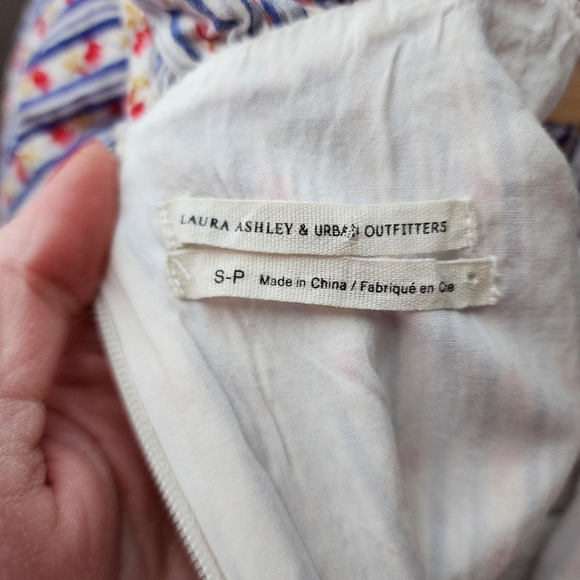 LAURA ASHLEY & URBAN OUTFITTERS
S-P Made in China / Fabriqué en